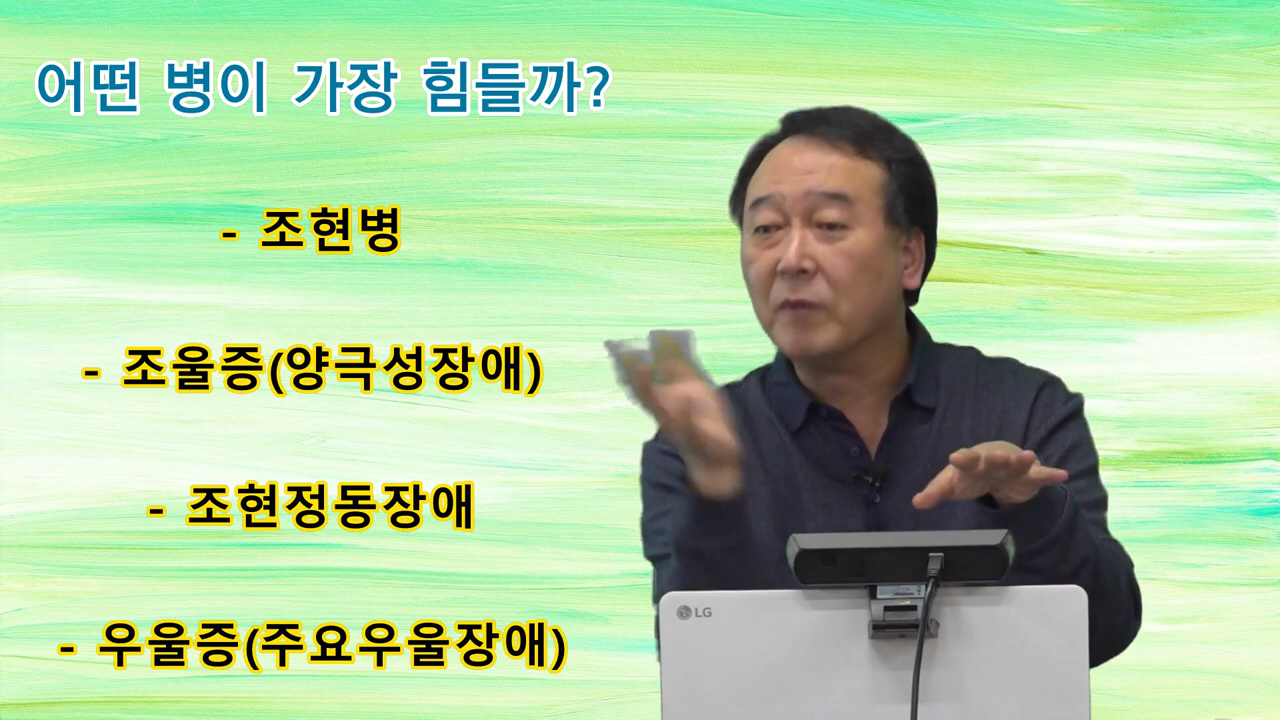 어떤 병이 가장 힘들까?
- 조현병
- 조울증(양극성장애)
- 조현정동장애
- 우울증(주요우울장애)
LG